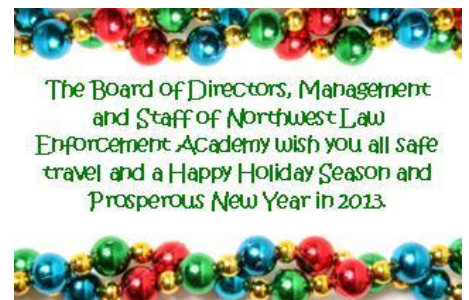 The Board of Directors, Management
and Staff of Northwest Law
Enforcement Academy wish you all safe
travel and a Happy Holiday Season and
Prosperous New Year in 2013.